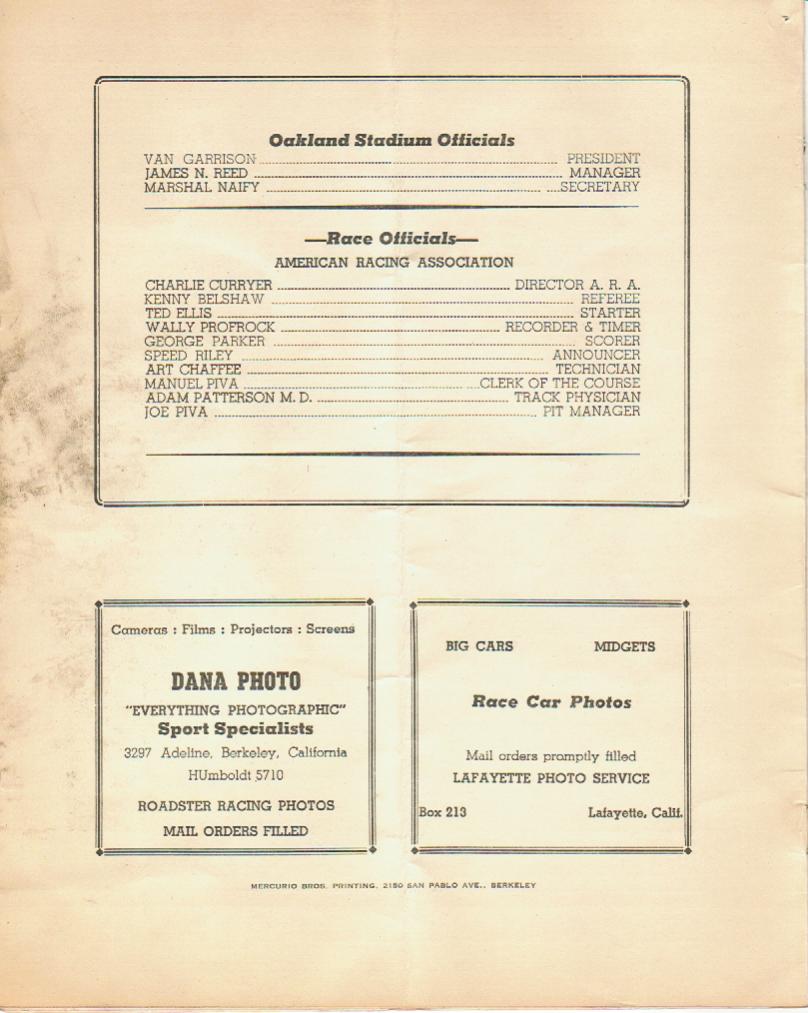 Oakland Stadium Officials
VAN GARRISON ... PRESIDENT
JAMES N. REED ... MANAGER
MARSHAL NAIFY ... SECRETARY
—Race Officials—
AMERICAN RACING ASSOCIATION
CHARLIE CURRYER ... DIRECTOR A. R. A.
KENNY BELSHAW ... REFEREE
TED ELLIS ... STARTER
WALLY PROFROCK ... RECORDER & TIMER
GEORGE PARKER ... SCORER
SPEED RILEY ... ANNOUNCER
ART CHAFFEE ... TECHNICIAN
MANUEL PIVA ... CLERK OF THE COURSE
ADAM PATTERSON M. D. ... TRACK PHYSICIAN
JOE PIVA ... PIT MANAGER
Cameras : Films : Projectors : Screens
DANA PHOTO
"EVERYTHING PHOTOGRAPHIC"
Sport Specialists
3297 Adeline, Berkeley, California
HUmboldt 5710
ROADSTER RACING PHOTOS
MAIL ORDERS FILLED
BIG CARS MIDGETS
Race Car Photos
Mail orders promptly filled
LAFAYETTE PHOTO SERVICE
Box 213 Lafayette, Calif.
MERCURIO BROS. PRINTING, 2150 SAN PABLO AVE., BERKELEY